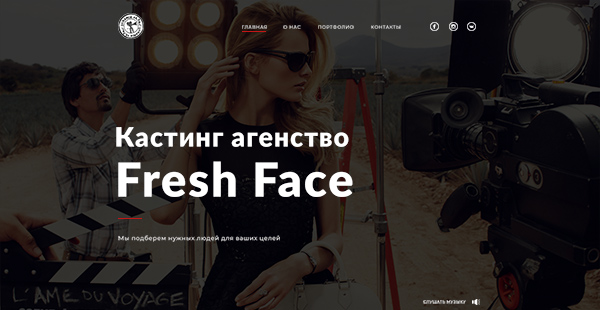 ГЛАВНАЯ
О НАС
ПОРТФОЛИО
КОНТАКТЫ
Кастинг агенство
Fresh Face
Мы подберем нужных людей для ваших целей
L'AME DU VOYAGE
СЛУШАТЬ МУЗЫКУ